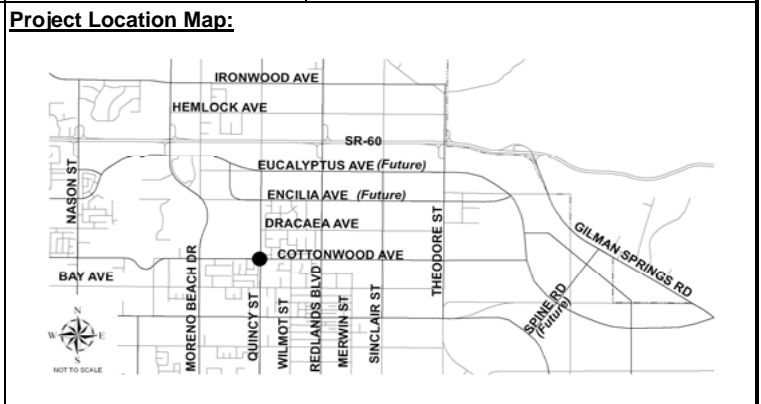 Project Location Map:
IRONWOOD AVE
HEMLOCK AVE
SR-60
EUCALYPTUS AVE (Future)
ENCILIA AVE (Future)
NASON ST
DRACAEA AVE
COTTONWOOD AVE
BAY AVE
MORENO BEACH DR
QUINCY ST
WILMOT ST
REDLANDS BLVD
MERWIN ST
SINCLAIR ST
THEODORE ST
GILMAN SPRINGS RD
SPINE RD
(Future)
N
W E
S
NOT TO SCALE